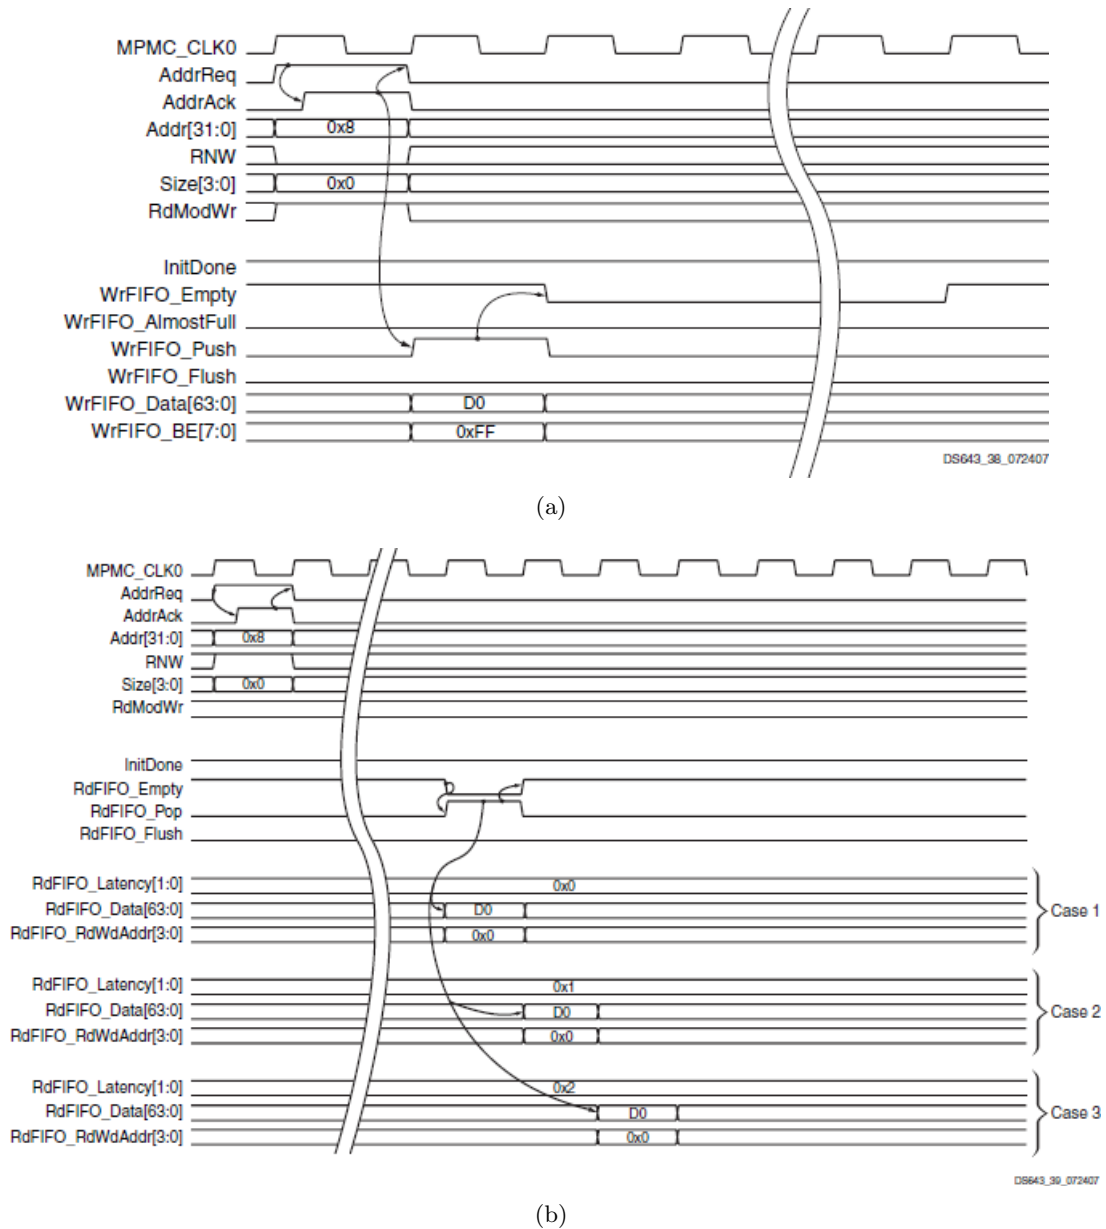 MPMC_CLK0
AddrReq
AddrAck
Addr[31:0] 0x8
RNW
Size[3:0] 0x0
RdModWr
InitDone
WrFIFO_Empty
WrFIFO_AlmostFull
WrFIFO_Push
WrFIFO_Flush
WrFIFO_Data[63:0] D0
WrFIFO_BE[7:0] 0xFF
DS643_38_072407
(a)
MPMC_CLK0
AddrReq
AddrAck
Addr[31:0] 0x8
RNW
Size[3:0] 0x0
RdModWr
InitDone
RdFIFO_Empty
RdFIFO_Pop
RdFIFO_Flush
RdFIFO_Latency[1:0] 0x0
RdFIFO_Data[63:0] D0 Case 1
RdFIFO_RdWdAddr[3:0] 0x0
RdFIFO_Latency[1:0] 0x1
RdFIFO_Data[63:0] D0 Case 2
RdFIFO_RdWdAddr[3:0] 0x0
RdFIFO_Latency[1:0] 0x2
RdFIFO_Data[63:0] D0 Case 3
RdFIFO_RdWdAddr[3:0] 0x0
DS643_39_072407
(b)